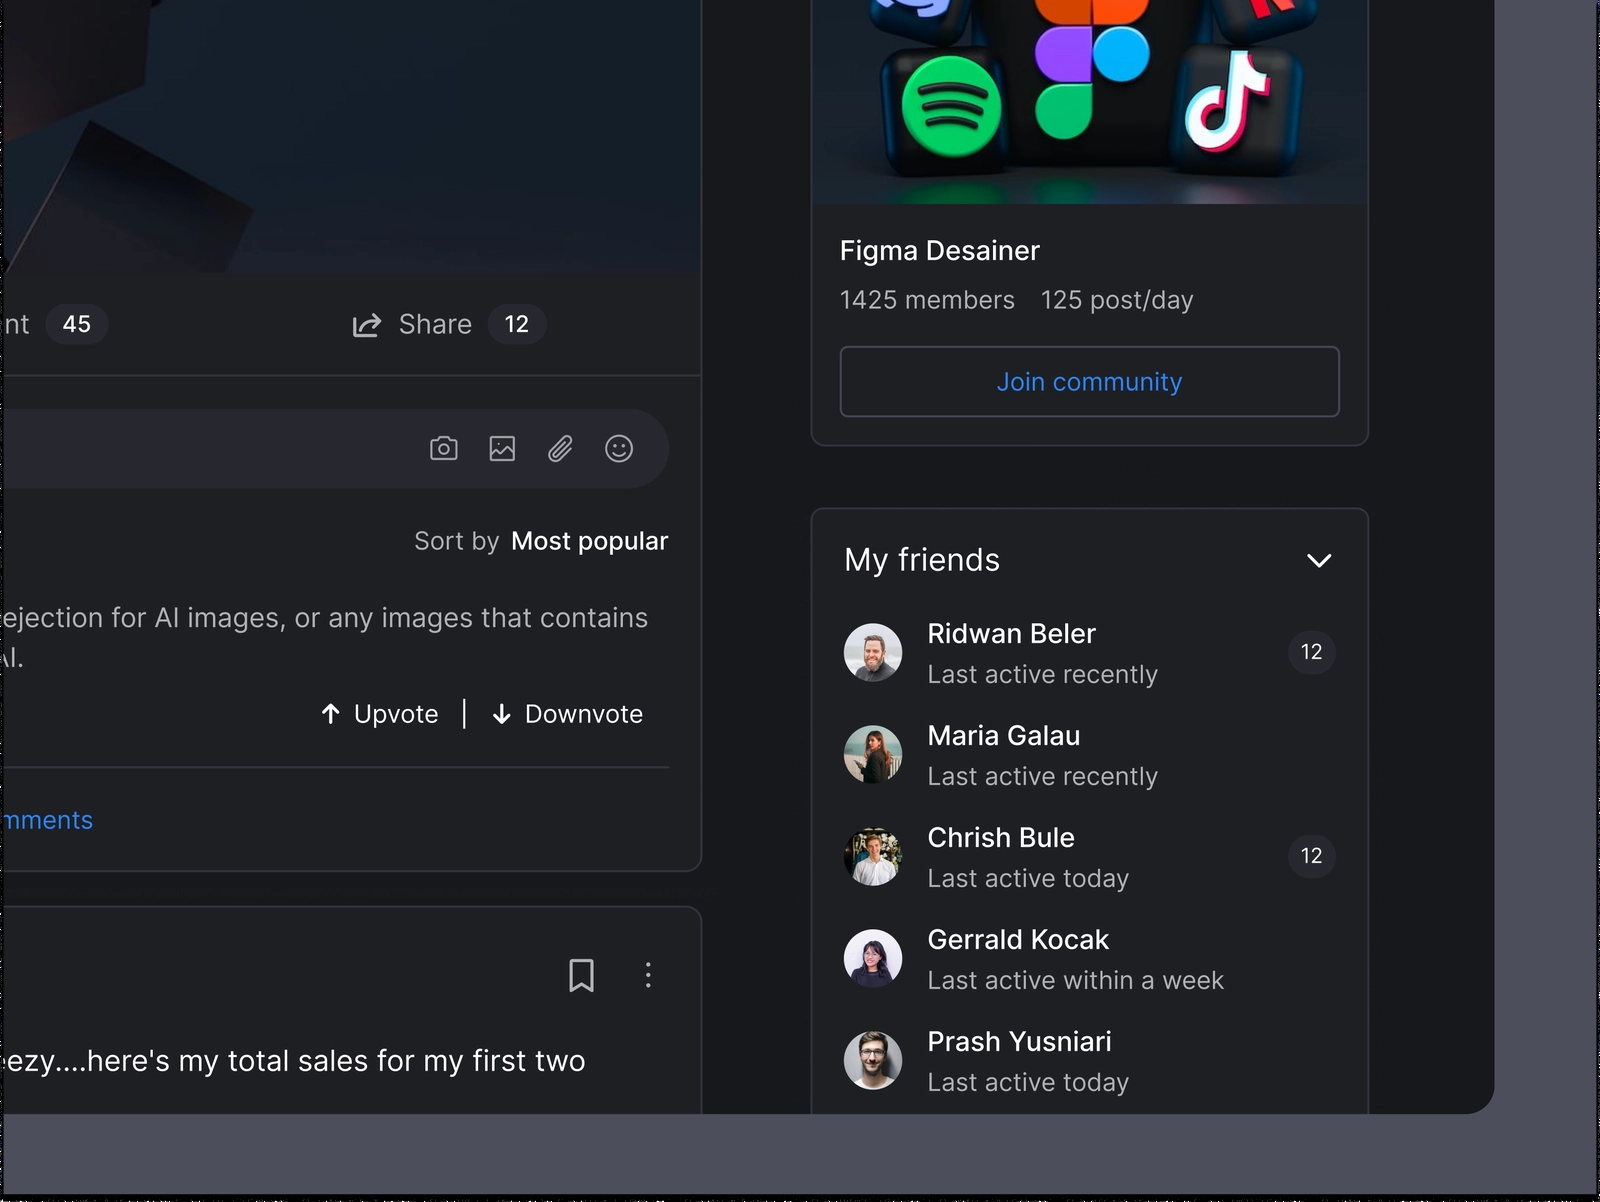 nt 45 Share 12
Sort by Most popular
ejection for AI images, or any images that contains
AI.
Upvote | Downvote
mments
ezy....here's my total sales for my first two
Figma Desainer
1425 members 125 post/day
Join community
My friends
Ridwan Beler
Last active recently
12
Maria Galau
Last active recently
Chrish Bule
Last active today
12
Gerrald Kocak
Last active within a week
Prash Yusniari
Last active today